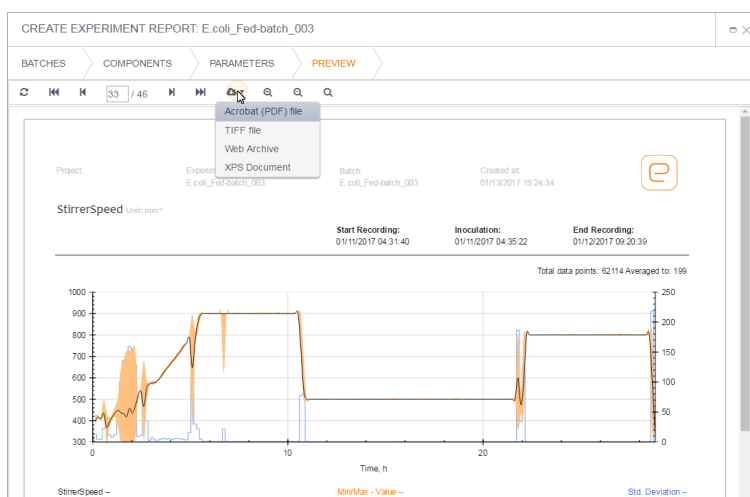 CREATE EXPERIMENT REPORT: E.coli_Fed-batch_003
BATCHES COMPONENTS PARAMETERS PREVIEW
33 / 46
Acrobat (PDF) file
TIFF file
Web Archive
XPS Document
Project: Batch: Created at:
E.coli_Fed-batch_003 E.coli_Fed-batch_003 01/13/2017 15:24:34
StirrerSpeed Unit: min⁻¹
Start Recording: Inoculation: End Recording:
01/11/2017 04:31:40 01/11/2017 04:35:22 01/12/2017 09:20:39
Total data points: 62114 Averaged to: 199
1000 250
900
800 200
700 150
600 100
500
400 50
300 0
0 10 20
Time, h
StirrerSpeed – Min/Max - Value – Std. Deviation –